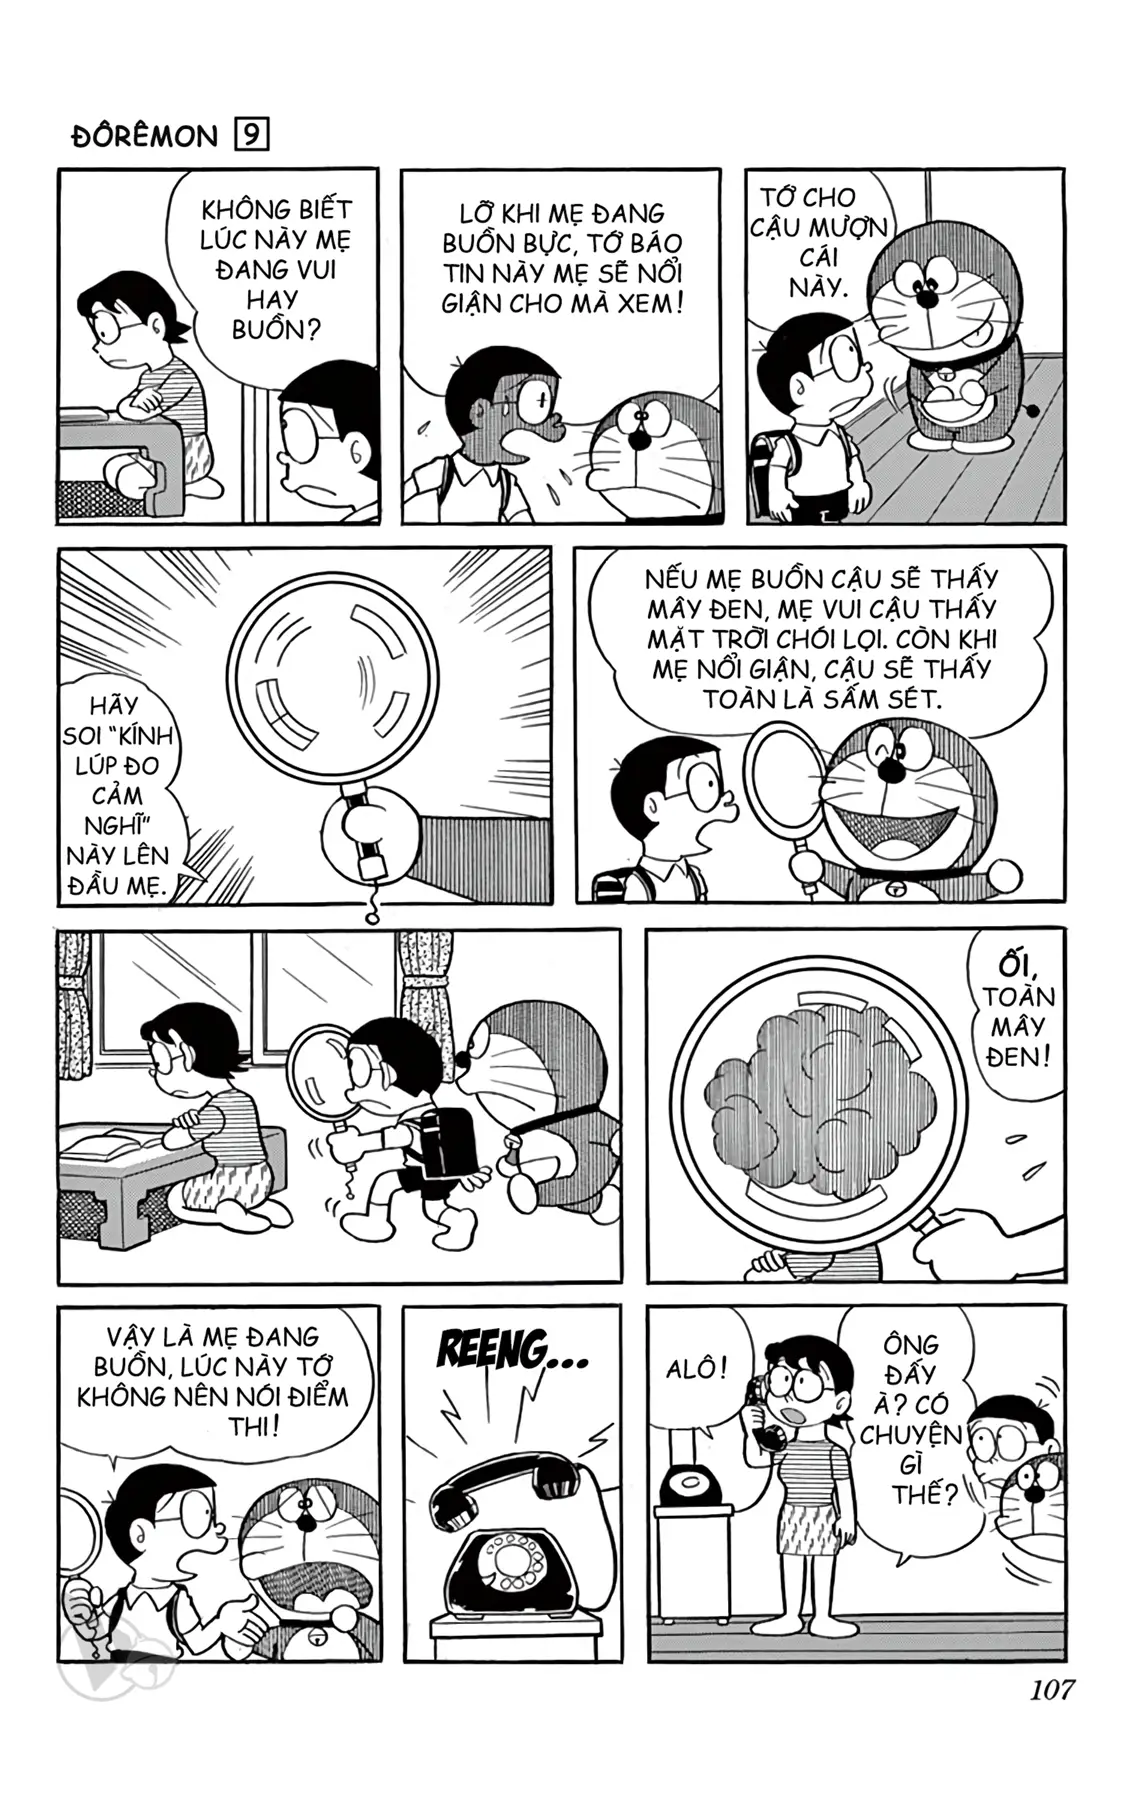 ĐÔRÊMON 9
KHÔNG BIẾT
LÚC NÀY MẸ
ĐANG VUI
HAY
BUỒN?
LỠ KHI MẸ ĐANG
BUỒN BỰC, TỚ BÁO
TIN NÀY MẸ SẼ NỔI
GIẬN CHO MÀ XEM!
TỚ CHO
CẬU MƯỢN
CÁI
NÀY.
HÃY
SOI "KÍNH
LÚP ĐO
CẢM
NGHĨ"
NÀY LÊN
ĐẦU MẸ.
NẾU MẸ BUỒN CẬU SẼ THẤY
MÂY ĐEN, MẸ VUI CẬU THẤY
MẶT TRỜI CHÓI LỌI. CÒN KHI
MẸ NỔI GIẬN, CẬU SẼ THẤY
TOÀN LÀ SẤM SÉT.
ỐI,
TOÀN
MÂY
ĐEN!
VẬY LÀ MẸ ĐANG
BUỒN, LÚC NÀY TỚ
KHÔNG NÊN NÓI ĐIỂM
THI!
REENG...
ALÔ!
ÔNG
ĐẤY
À? CÓ
CHUYỆN
GÌ
THẾ?
107